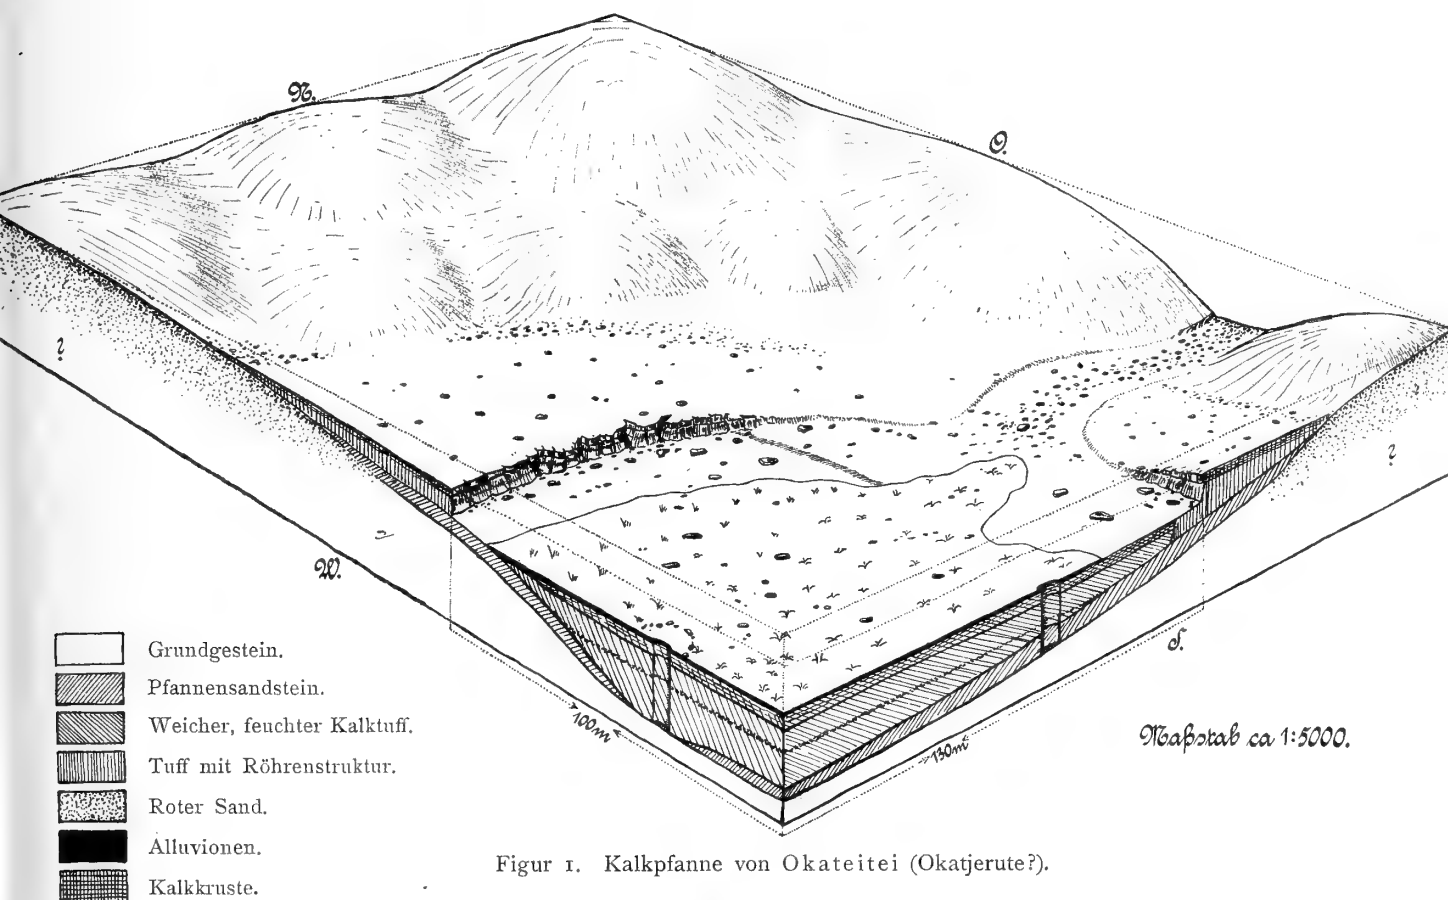 N.
O.
?
?
W.
S.
Grundgestein.
Pfannensandstein.
Weicher, feuchter Kalktuff.
Tuff mit Röhrenstruktur.
Roter Sand.
Alluvionen.
Kalkkruste.
100m
130m
Maßstab ca 1:5000.
Figur 1. Kalkpfanne von Okateitei (Okatjerute?).